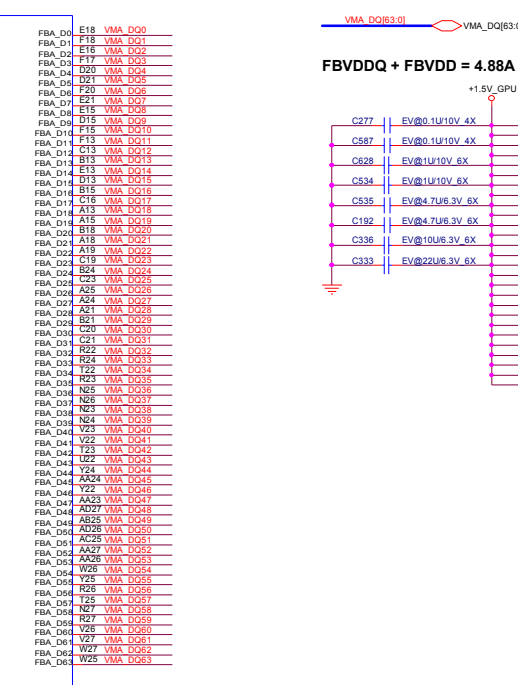 FBA_D0 E18 VMA_DQ0
FBA_D1 F18 VMA_DQ1
FBA_D2 E16 VMA_DQ2
FBA_D3 F17 VMA_DQ3
FBA_D4 D20 VMA_DQ4
FBA_D5 D21 VMA_DQ5
FBA_D6 F20 VMA_DQ6
FBA_D7 E21 VMA_DQ7
FBA_D8 E15 VMA_DQ8
FBA_D9 D15 VMA_DQ9
FBA_D10 F15 VMA_DQ10
FBA_D11 F13 VMA_DQ11
FBA_D12 C13 VMA_DQ12
FBA_D13 B13 VMA_DQ13
FBA_D14 E13 VMA_DQ14
FBA_D15 D13 VMA_DQ15
FBA_D16 B15 VMA_DQ16
FBA_D17 C16 VMA_DQ17
FBA_D18 A13 VMA_DQ18
FBA_D19 A15 VMA_DQ19
FBA_D20 B18 VMA_DQ20
FBA_D21 A18 VMA_DQ21
FBA_D22 A19 VMA_DQ22
FBA_D23 C19 VMA_DQ23
FBA_D24 B24 VMA_DQ24
FBA_D25 C23 VMA_DQ25
FBA_D26 A25 VMA_DQ26
FBA_D27 A24 VMA_DQ27
FBA_D28 A21 VMA_DQ28
FBA_D29 B21 VMA_DQ29
FBA_D30 C20 VMA_DQ30
FBA_D31 C21 VMA_DQ31
FBA_D32 R22 VMA_DQ32
FBA_D33 R24 VMA_DQ33
FBA_D34 T22 VMA_DQ34
FBA_D35 R23 VMA_DQ35
FBA_D36 N25 VMA_DQ36
FBA_D37 N26 VMA_DQ37
FBA_D38 N23 VMA_DQ38
FBA_D39 N24 VMA_DQ39
FBA_D40 V23 VMA_DQ40
FBA_D41 V22 VMA_DQ41
FBA_D42 T23 VMA_DQ42
FBA_D43 U22 VMA_DQ43
FBA_D44 Y24 VMA_DQ44
FBA_D45 AA24 VMA_DQ45
FBA_D46 Y22 VMA_DQ46
FBA_D47 AA23 VMA_DQ47
FBA_D48 AD27 VMA_DQ48
FBA_D49 AB25 VMA_DQ49
FBA_D50 AD26 VMA_DQ50
FBA_D51 AC25 VMA_DQ51
FBA_D52 AA27 VMA_DQ52
FBA_D53 AA26 VMA_DQ53
FBA_D54 W26 VMA_DQ54
FBA_D55 Y25 VMA_DQ55
FBA_D56 R26 VMA_DQ56
FBA_D57 T25 VMA_DQ57
FBA_D58 N27 VMA_DQ58
FBA_D59 R27 VMA_DQ59
FBA_D60 V26 VMA_DQ60
FBA_D61 V27 VMA_DQ61
FBA_D62 W27 VMA_DQ62
FBA_D63 W25 VMA_DQ63
VMA_DQ[63:0] VMA_DQ[63:0
FBVDDQ + FBVDD = 4.88A
+1.5V_GPU
C277 EV@0.1U/10V_4X
C587 EV@0.1U/10V_4X
C628 EV@1U/10V_6X
C534 EV@1U/10V_6X
C535 EV@4.7U/6.3V_6X
C192 EV@4.7U/6.3V_6X
C336 EV@10U/6.3V_6X
C333 EV@22U/6.3V_6X